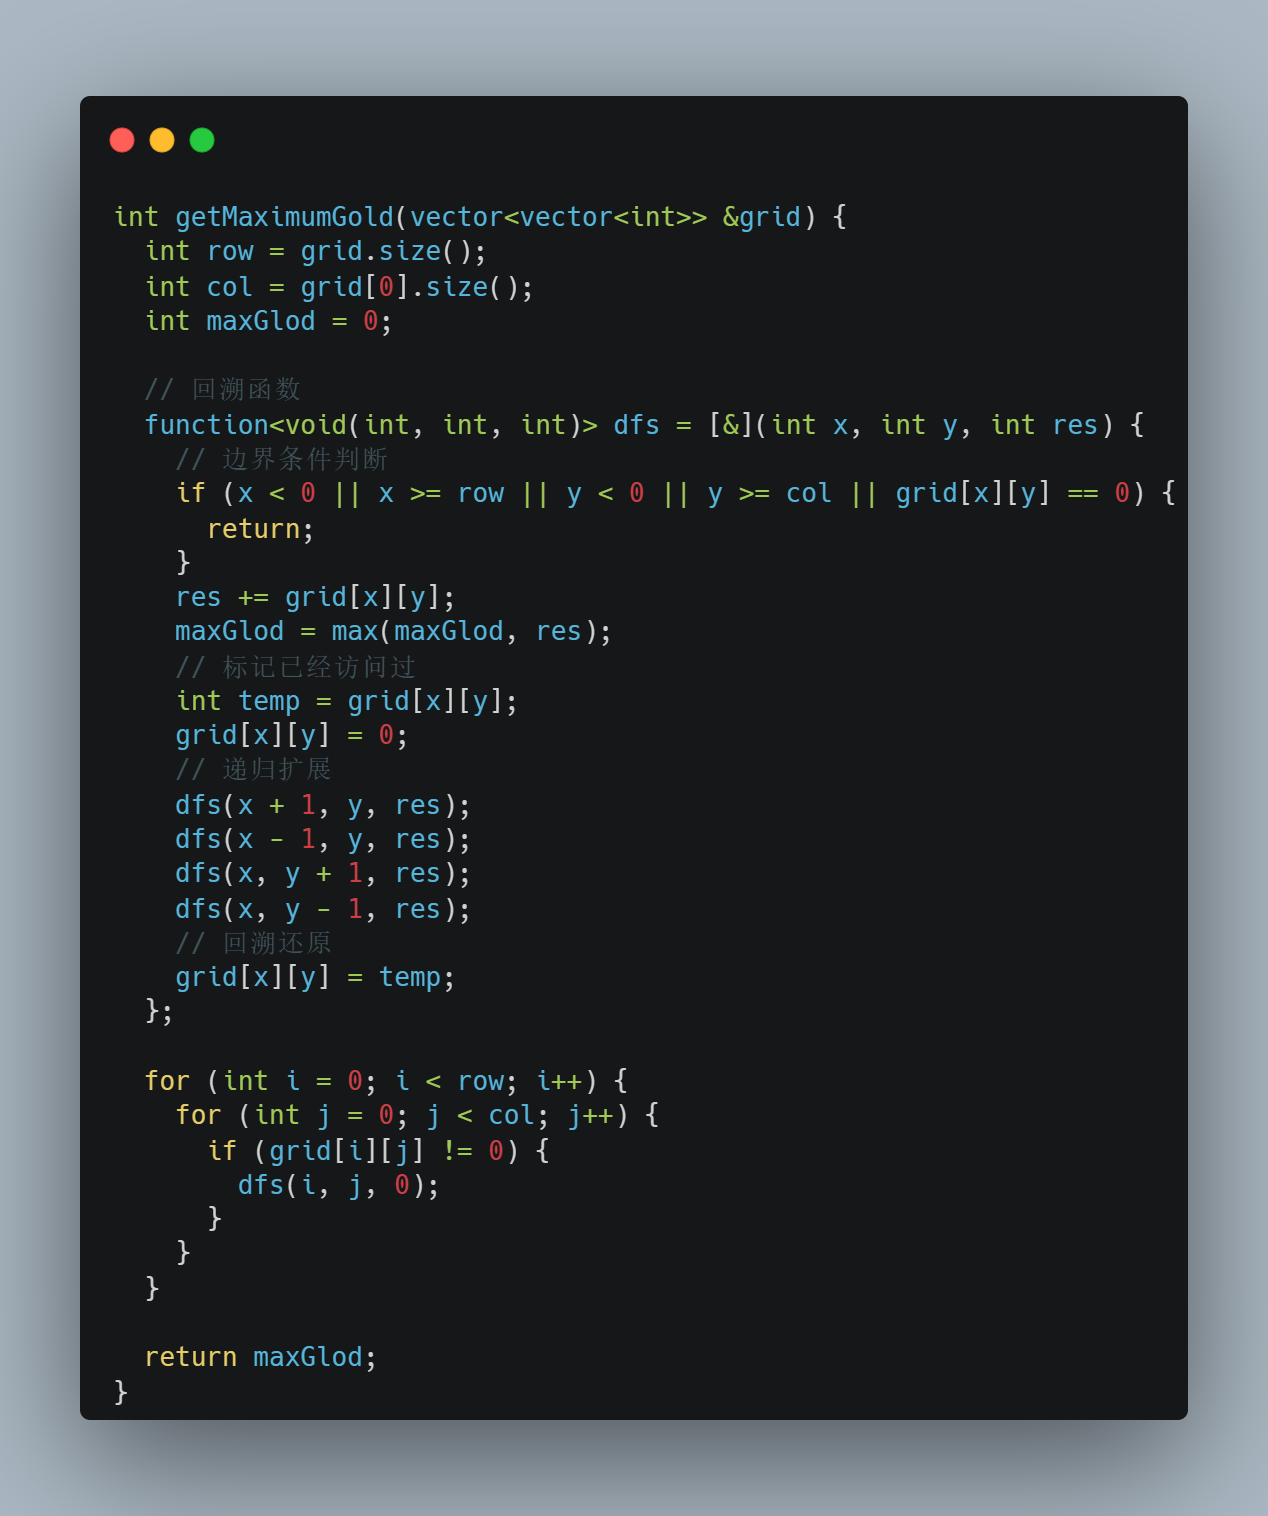 int getMaximumGold(vector<vector<int>> &grid) {
  int row = grid.size();
  int col = grid[0].size();
  int maxGlod = 0;

  // 回溯函数
  function<void(int, int, int)> dfs = [&](int x, int y, int res) {
    // 边界条件判断
    if (x < 0 || x >= row || y < 0 || y >= col || grid[x][y] == 0) {
      return;
    }
    res += grid[x][y];
    maxGlod = max(maxGlod, res);
    // 标记已经访问过
    int temp = grid[x][y];
    grid[x][y] = 0;
    // 递归扩展
    dfs(x + 1, y, res);
    dfs(x - 1, y, res);
    dfs(x, y + 1, res);
    dfs(x, y - 1, res);
    // 回溯还原
    grid[x][y] = temp;
  };

  for (int i = 0; i < row; i++) {
    for (int j = 0; j < col; j++) {
      if (grid[i][j] != 0) {
        dfs(i, j, 0);
      }
    }
  }

  return maxGlod;
}